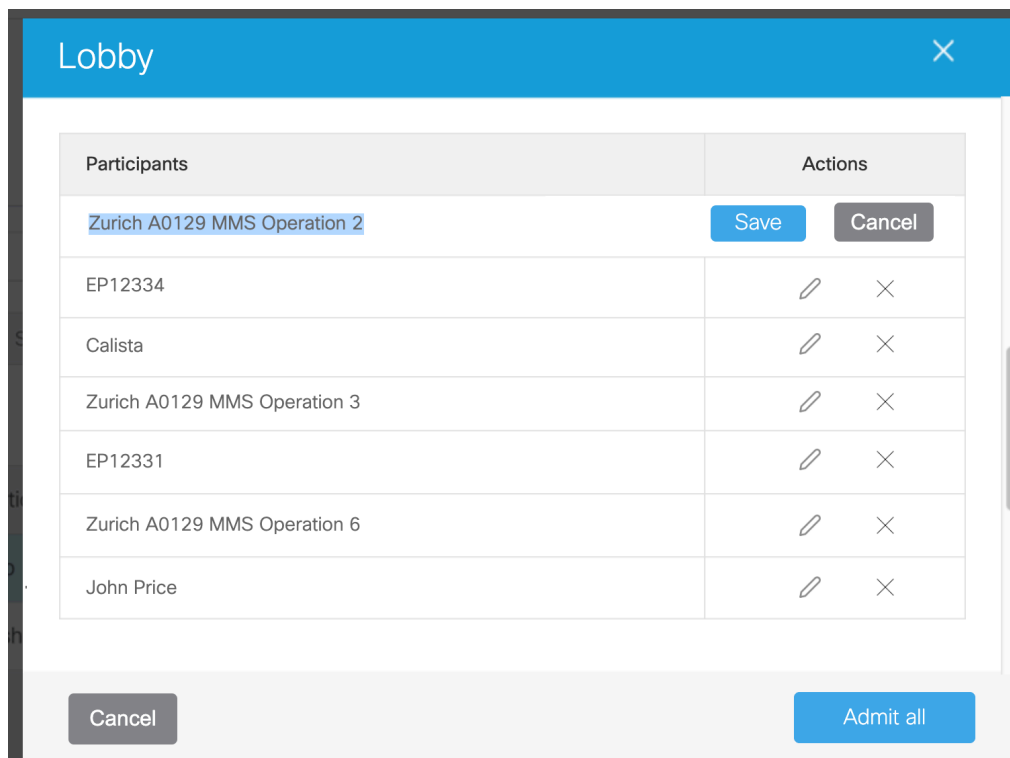 Lobby
Participants Actions
Zurich A0129 MMS Operation 2 Save Cancel
EP12334
Calista
Zurich A0129 MMS Operation 3
EP12331
Zurich A0129 MMS Operation 6
John Price
Cancel Admit all